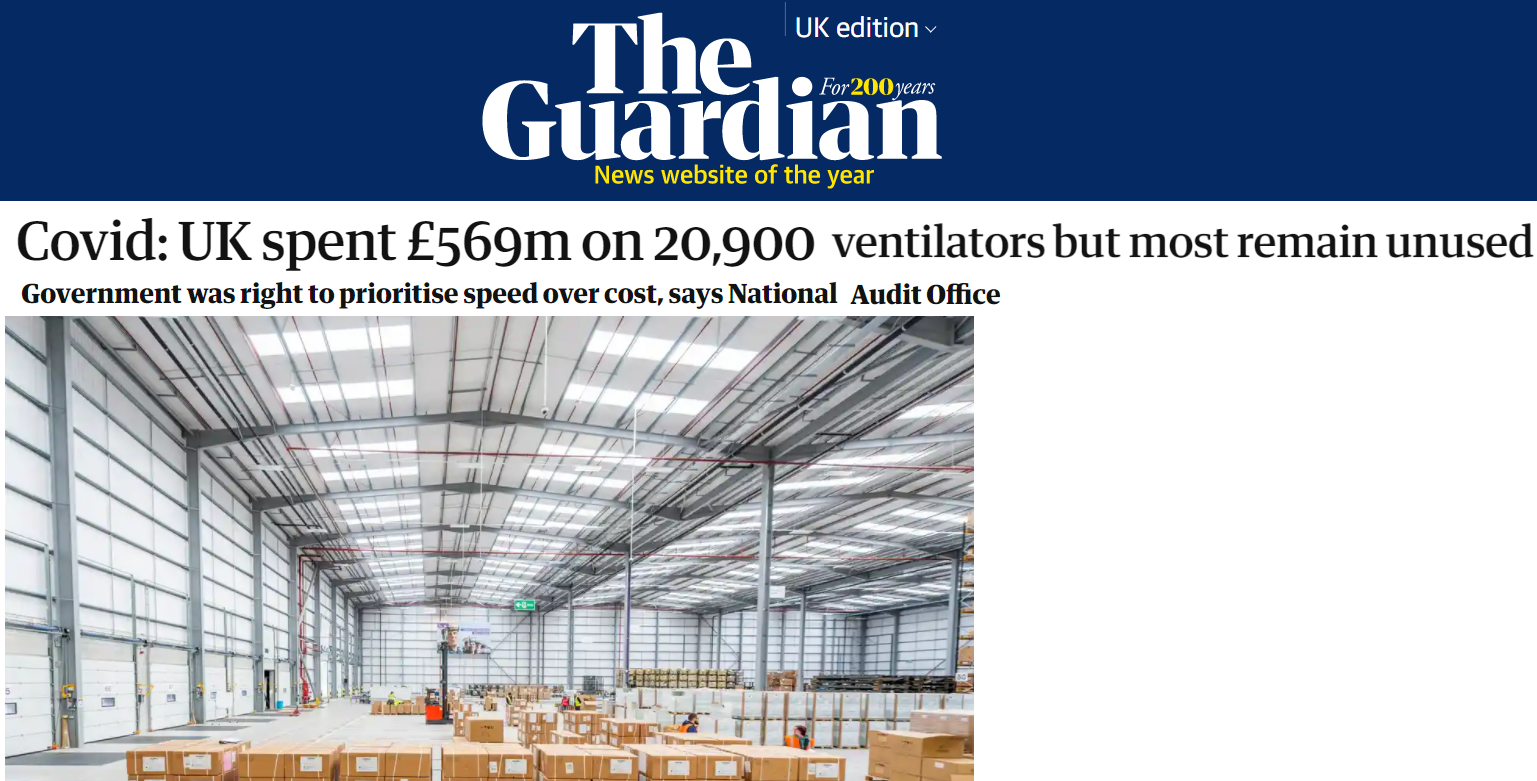 UK edition
The
Guardian
For 200 years
News website of the year
Covid: UK spent £569m on 20,900 ventilators but most remain unused
Government was right to prioritise speed over cost, says National Audit Office